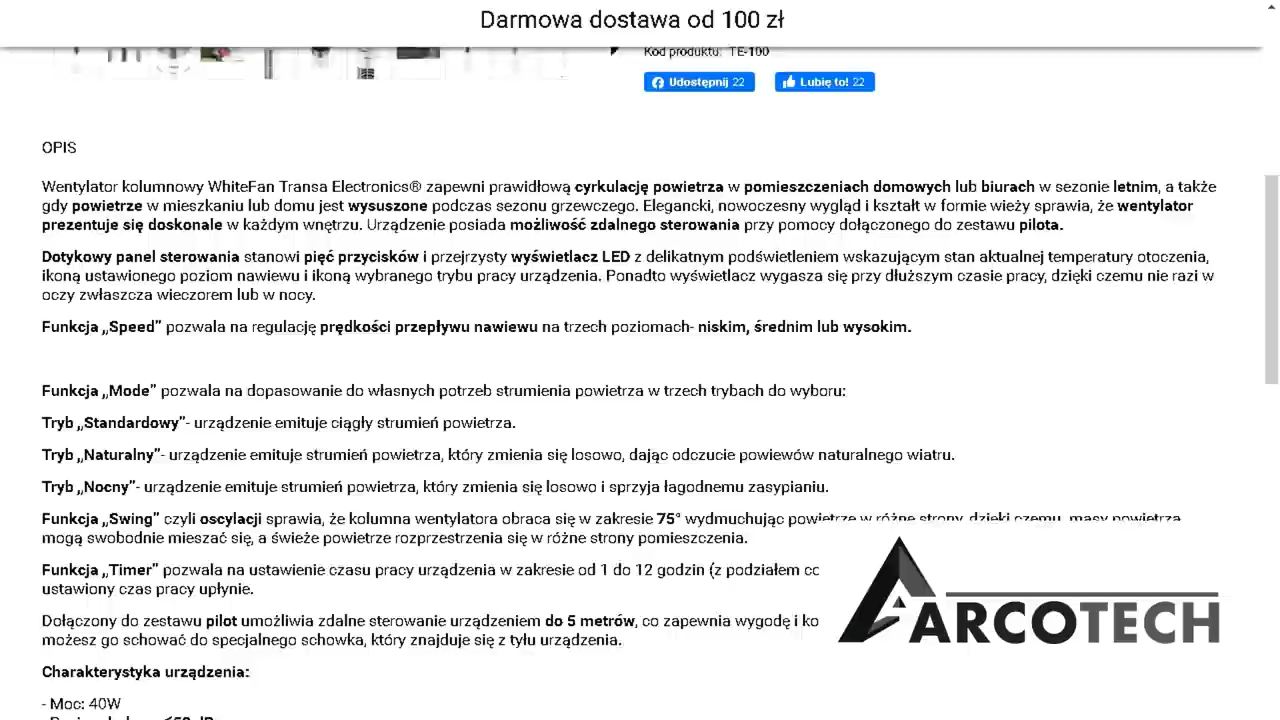 Darmowa dostawa od 100 zł
Kod produktu: TE-100
Udostępnij 22 Lubię to! 22
OPIS
Wentylator kolumnowy WhiteFan Transa Electronics® zapewni prawidłową cyrkulację powietrza w pomieszczeniach domowych lub biurach w sezonie letnim, a także
gdy powietrze w mieszkaniu lub domu jest wysuszone podczas sezonu grzewczego. Elegancki, nowoczesny wygląd i kształt w formie wieży sprawia, że wentylator
prezentuje się doskonale w każdym wnętrzu. Urządzenie posiada możliwość zdalnego sterowania przy pomocy dołączonego do zestawu pilota.
Dotykowy panel sterowania stanowi pięć przycisków i przejrzysty wyświetlacz LED z delikatnym podświetleniem wskazującym stan aktualnej temperatury otoczenia,
ikoną ustawionego poziom nawiewu i ikoną wybranego trybu pracy urządzenia. Ponadto wyświetlacz wygasza się przy dłuższym czasie pracy, dzięki czemu nie razi w
oczy zwłaszcza wieczorem lub w nocy.
Funkcja „Speed” pozwala na regulację prędkości przepływu nawiewu na trzech poziomach- niskim, średnim lub wysokim.
Funkcja „Mode” pozwala na dopasowanie do własnych potrzeb strumienia powietrza w trzech trybach do wyboru:
Tryb „Standardowy”- urządzenie emituje ciągły strumień powietrza.
Tryb „Naturalny”- urządzenie emituje strumień powietrza, który zmienia się losowo, dając odczucie powiewów naturalnego wiatru.
Tryb „Nocny”- urządzenie emituje strumień powietrza, który zmienia się losowo i sprzyja łagodnemu zasypianiu.
Funkcja „Swing” czyli oscylacji sprawia, że kolumna wentylatora obraca się w zakresie 75° wydmuchując powietrze w różne strony, dzięki czemu masy powietrza
mogą swobodnie mieszać się, a świeże powietrze rozprzestrzenia się w różne strony pomieszczenia.
Funkcja „Timer” pozwala na ustawienie czasu pracy urządzenia w zakresie od 1 do 12 godzin (z podziałem co
ustawiony czas pracy upłynie.
Dołączony do zestawu pilot umożliwia zdalne sterowanie urządzeniem do 5 metrów, co zapewnia wygodę i ko
możesz go schować do specjalnego schowka, który znajduje się z tyłu urządzenia.
ARCOTECH
Charakterystyka urządzenia:
- Moc: 40W